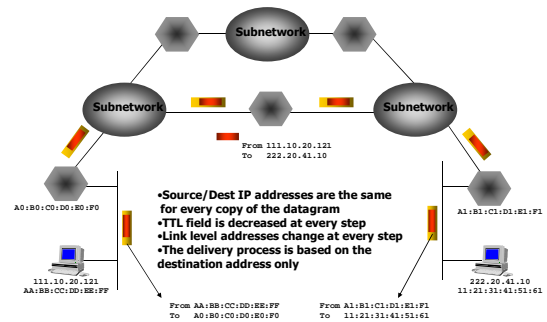 Subnetwork
Subnetwork
Subnetwork
From 111.10.20.121
To 222.20.41.10
A0:B0:C0:D0:E0:F0
A1:B1:C1:D1:E1:F1
•Source/Dest IP addresses are the same
for every copy of the datagram
•TTL field is decreased at every step
•Link level addresses change at every step
•The delivery process is based on the
destination address only
111.10.20.121
AA:BB:CC:DD:EE:FF
222.20.41.10
11:21:31:41:51:61
From AA:BB:CC:DD:EE:FF
To A0:B0:C0:D0:E0:F0
From A1:B1:C1:D1:E1:F1
To 11:21:31:41:51:61